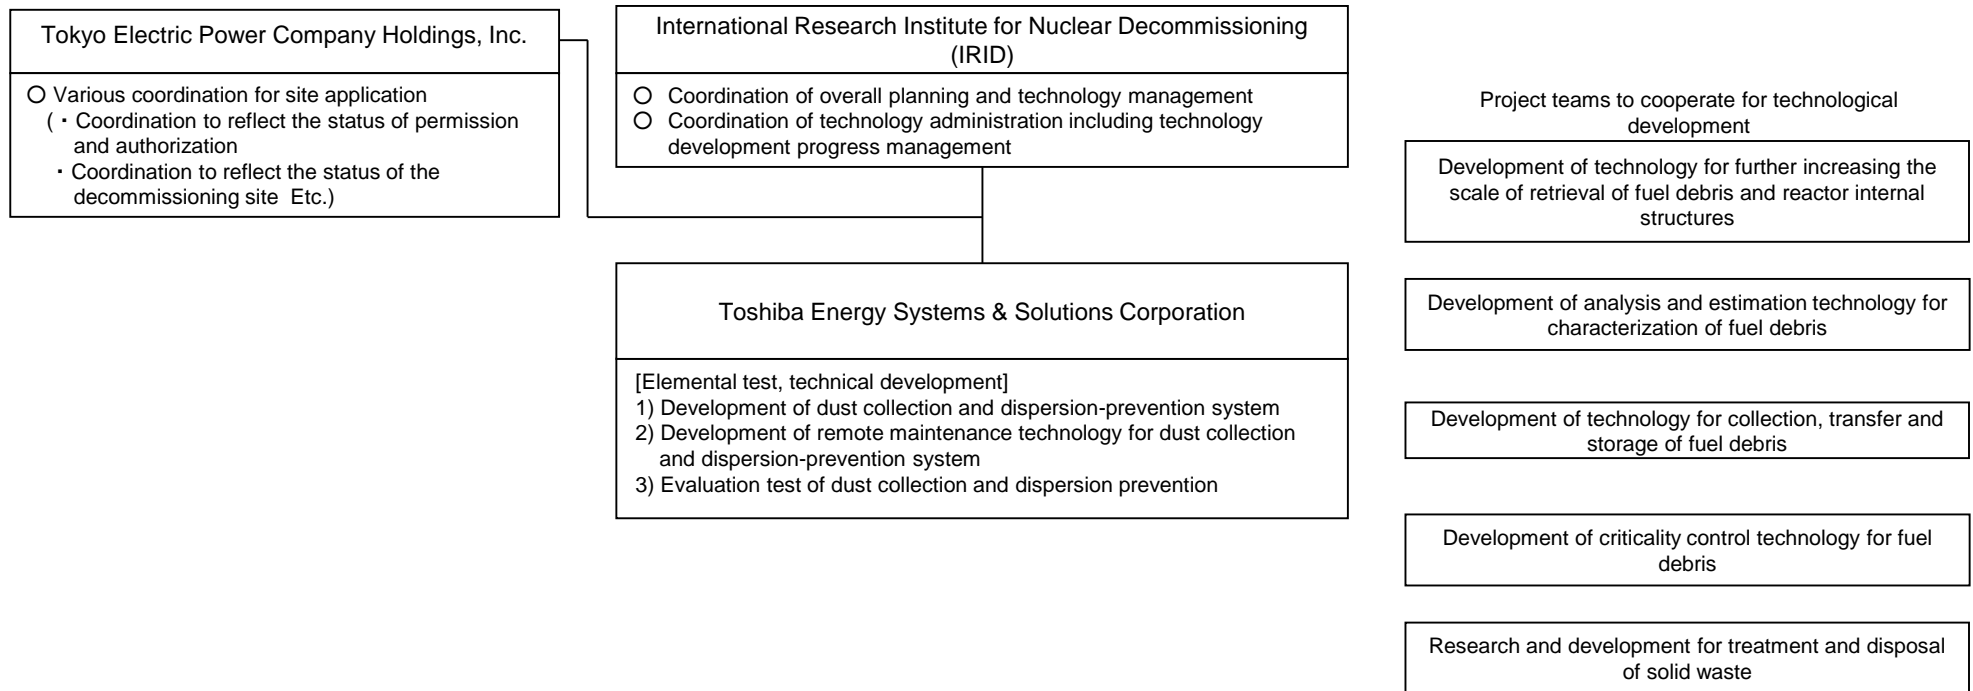 Tokyo Electric Power Company Holdings, Inc.
○ Various coordination for site application
(・Coordination to reflect the status of permission
and authorization
・Coordination to reflect the status of the
decommissioning site  Etc.)
International Research Institute for Nuclear Decommissioning
(IRID)
○ Coordination of overall planning and technology management
○ Coordination of technology administration including technology
development progress management
Toshiba Energy Systems & Solutions Corporation
[Elemental test, technical development]
1) Development of dust collection and dispersion-prevention system
2) Development of remote maintenance technology for dust collection
and dispersion-prevention system
3) Evaluation test of dust collection and dispersion prevention
Project teams to cooperate for technological
development
Development of technology for further increasing the
scale of retrieval of fuel debris and reactor internal
structures
Development of analysis and estimation technology for
characterization of fuel debris
Development of technology for collection, transfer and
storage of fuel debris
Development of criticality control technology for fuel
debris
Research and development for treatment and disposal
of solid waste